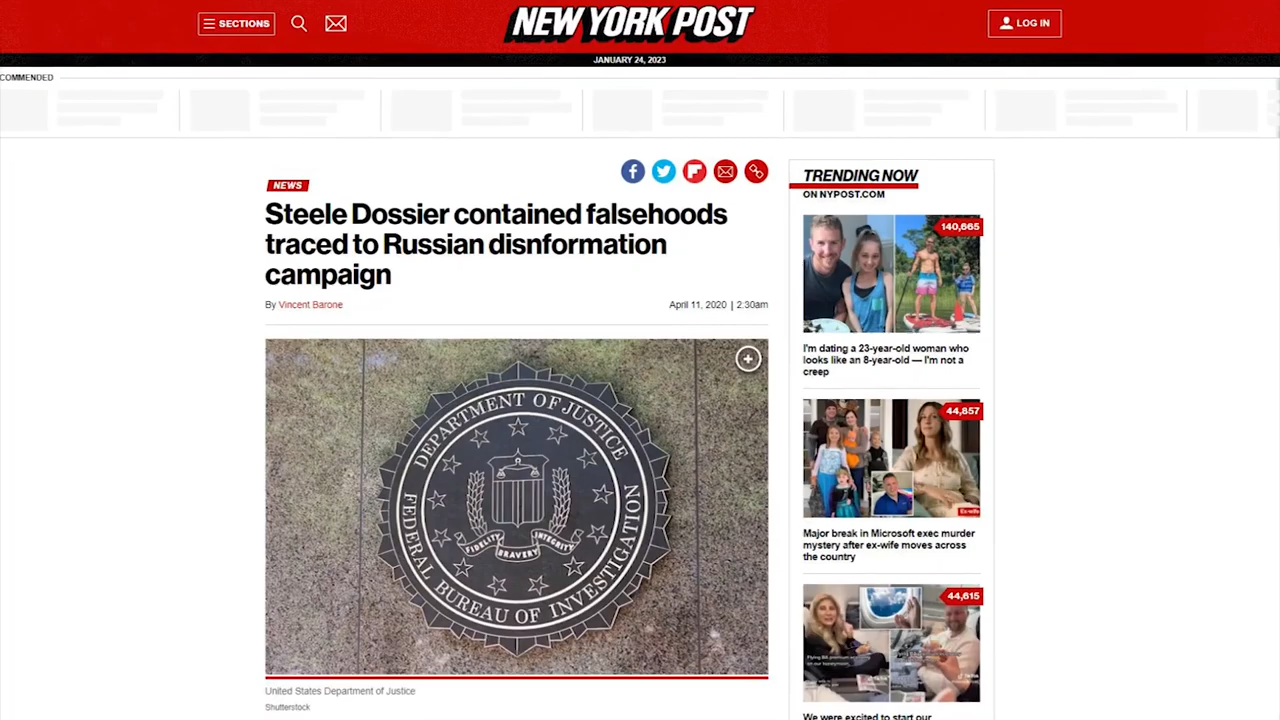 SECTIONS
NEW YORK POST
LOG IN
JANUARY 24, 2023
COMMENDED
NEWS
Steele Dossier contained falsehoods
traced to Russian disnformation
campaign
By Vincent Barone
April 11, 2020 | 2:30am
DEPARTMENT OF JUSTICE
FEDERAL BUREAU OF INVESTIGATION
FIDELITY BRAVERY INTEGRITY
United States Department of Justice
Shutterstock
TRENDING NOW
ON NYPOST.COM
140,665
I'm dating a 23-year-old woman who
looks like an 8-year-old — I'm not a
creep
44,857
Ex-wife
Major break in Microsoft exec murder
mystery after ex-wife moves across
the country
44,615
We were excited to start our